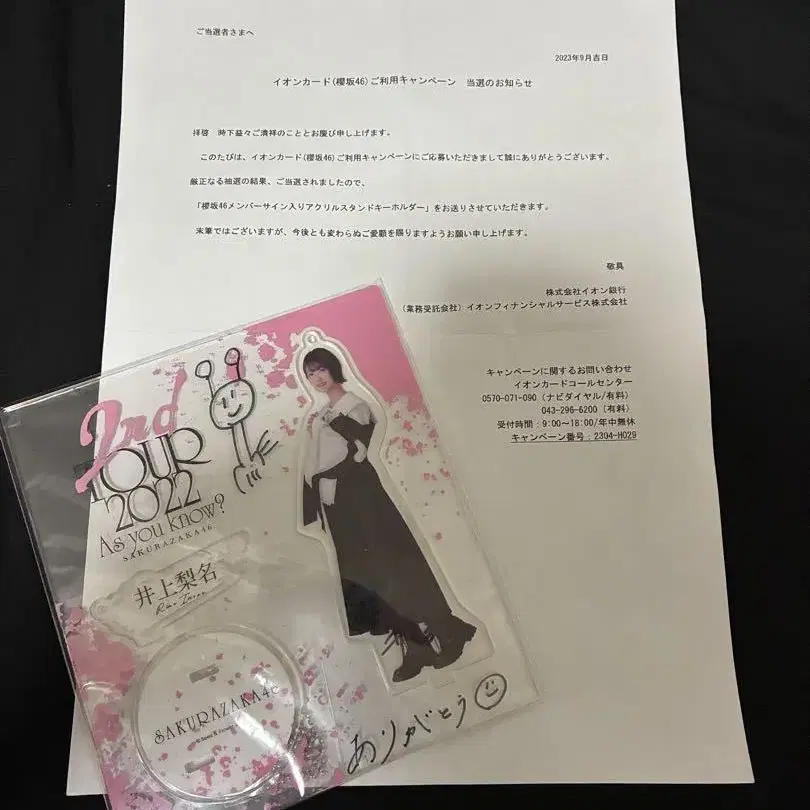 ご当選者さまへ
2023年9月吉日
イオンカード(櫻坂46)ご利用キャンペーン　当選のお知らせ
拝啓　時下益々ご清祥のこととお慶び申し上げます。
このたびは、イオンカード(櫻坂46)ご利用キャンペーンにご応募いただきまして誠にありがとうございます。
厳正なる抽選の結果、ご当選されましたので、
「櫻坂46メンバーサイン入りアクリルスタンドキーホルダー」をお送りさせていただきます。
末筆ではございますが、今後とも変わらぬご愛顧を賜りますようお願い申し上げます。
敬具
株式会社イオン銀行
（業務受託会社）イオンフィナンシャルサービス株式会社
キャンペーンに関するお問い合わせ
イオンカードコールセンター
0570-071-090（ナビダイヤル/有料）
043-296-6200（有料）
受付時間：9:00～18:00/年中無休
キャンペーン番号：2304-H029
2nd
TOUR
2022
As you know?
SAKURAZAKA46
井上梨名
Rina Inoue
SAKURAZAKA46
ありがとう